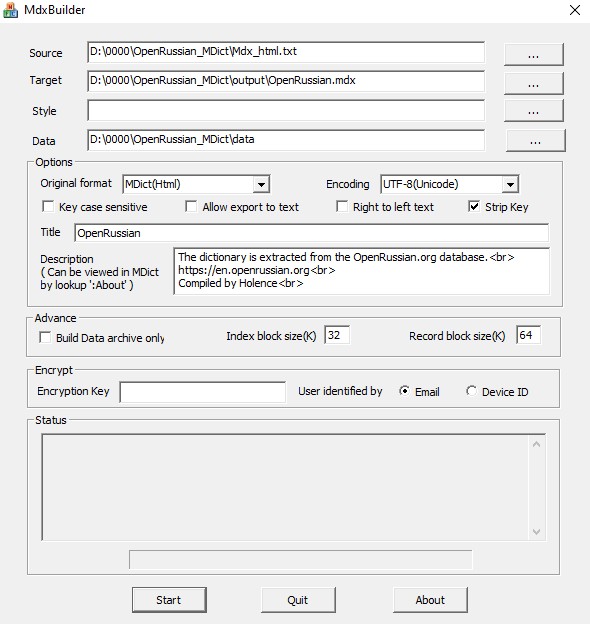 MdxBuilder
Source D:\0000\OpenRussian_MDict\Mdx_html.txt ...
Target D:\0000\OpenRussian_MDict\output\OpenRussian.mdx ...
Style ...
Data D:\0000\OpenRussian_MDict\data ...
Options
Original format MDict(Html) Encoding UTF-8(Unicode)
Key case sensitive Allow export to text Right to left text Strip Key
Title OpenRussian
Description
( Can be viewed in MDict
by lookup ':About' )
The dictionary is extracted from the OpenRussian.org database.<br>
https://en.openrussian.org<br>
Compiled by Holence<br>
Advance
Build Data archive only Index block size(K) 32 Record block size(K) 64
Encrypt
Encryption Key User identified by Email Device ID
Status
Start Quit About